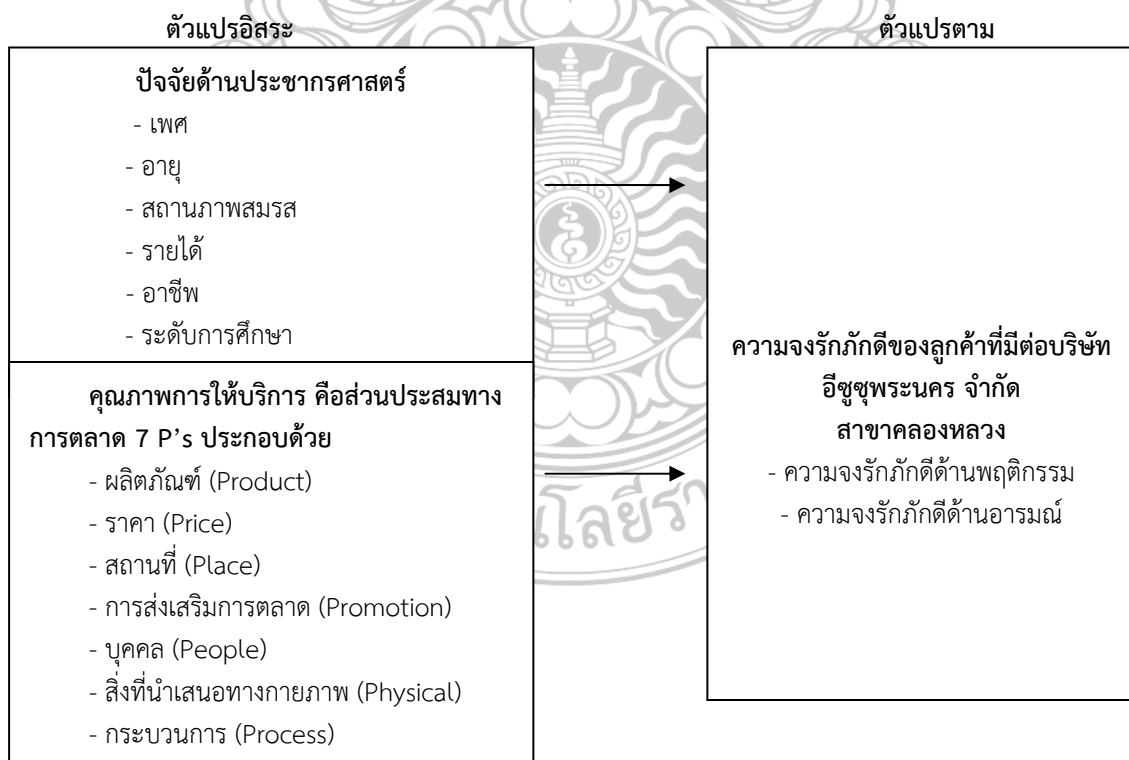 ตัวแปรอิสระ
ปัจจัยด้านประชากรศาสตร์
- เพศ
- อายุ
- สถานภาพสมรส
- รายได้
- อาชีพ
- ระดับการศึกษา
คุณภาพการให้บริการ คือส่วนประสมทาง
การตลาด 7 P's ประกอบด้วย
- ผลิตภัณฑ์ (Product)
- ราคา (Price)
- สถานที่ (Place)
- การส่งเสริมการตลาด (Promotion)
- บุคคล (People)
- สิ่งที่นำเสนอทางกายภาพ (Physical)
- กระบวนการ (Process)
ตัวแปรตาม
ความจงรักภักดีของลูกค้าที่มีต่อบริษัท
อีซูซุพระนคร จำกัด
สาขาคลองหลวง
- ความจงรักภักดีด้านพฤติกรรม
- ความจงรักภักดีด้านอารมณ์